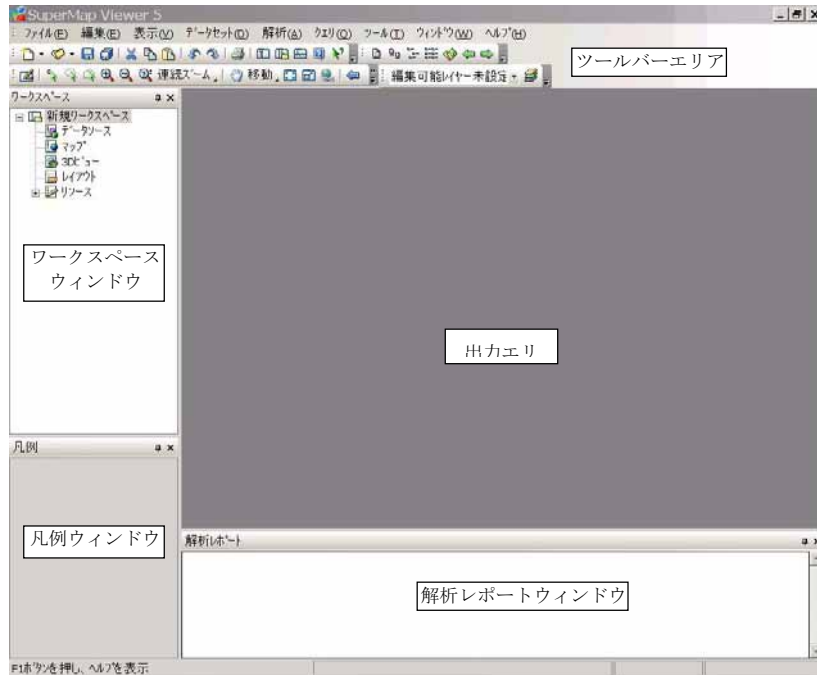 SuperMap Viewer 5
ﾌｧｲﾙ(F) 編集(E) 表示(V) ﾃﾞｰﾀｾｯﾄ(D) 解析(A) ｸｴﾘ(Q) ﾂｰﾙ(T) ｳｨﾝﾄﾞｳ(W) ﾍﾙﾌﾟ(H)
ツールバーエリア
連続ｽﾞｰﾑ 移動 編集可能ﾚｲﾔｰ未設定
ﾜｰｸｽﾍﾟｰｽ
新規ﾜｰｸｽﾍﾟｰｽ
ﾃﾞｰﾀｿｰｽ
ﾏｯﾌﾟ
3Dﾋﾞｭｰ
ﾚｲｱｳﾄ
ﾘｿｰｽ
ワークスペース
ウィンドウ
出力エリ
凡例
凡例ウィンドウ
解析ﾚﾎﾟｰﾄ
解析レポートウィンドウ
F1ﾎﾞﾀﾝを押し､ﾍﾙﾌﾟを表示